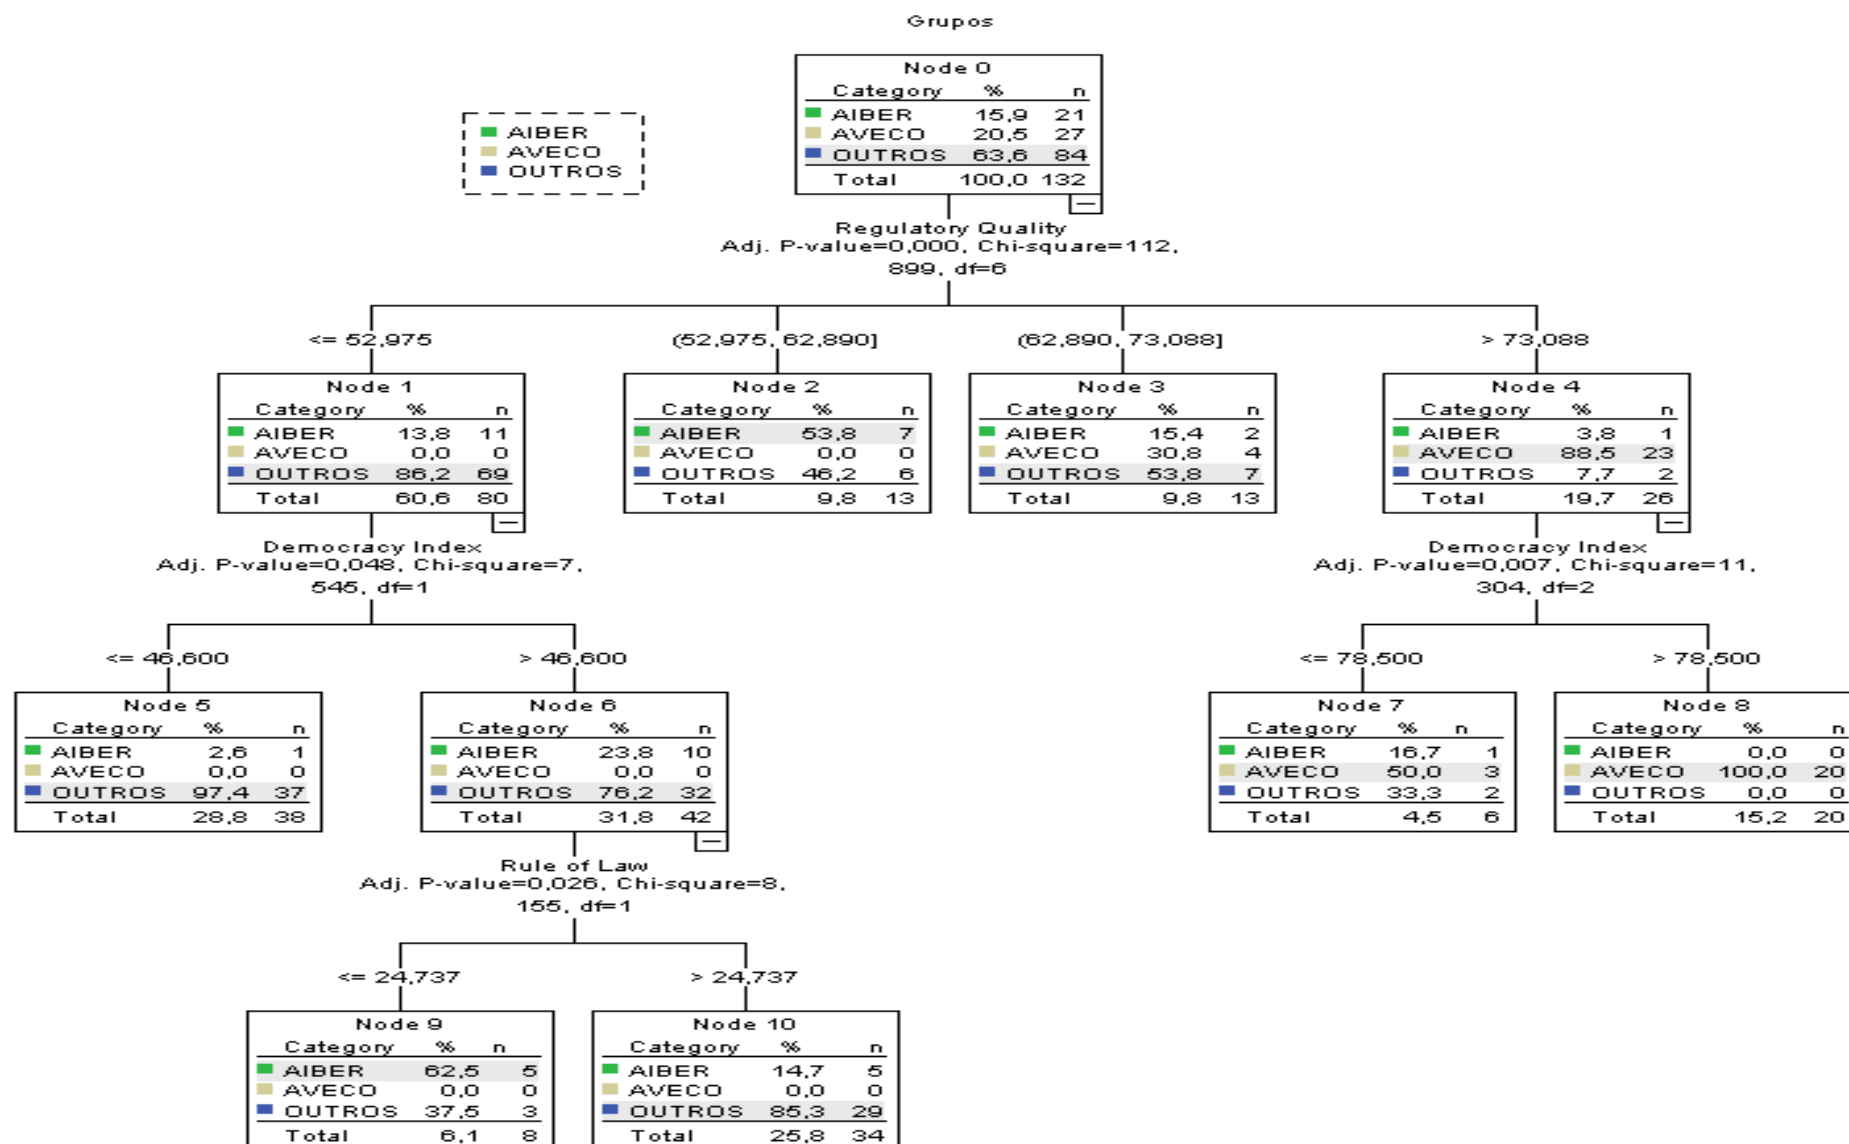 Grupos
AIBER
AVECO
OUTROS
Node 0
Category % n
AIBER 15,9 21
AVECO 20,5 27
OUTROS 63,6 84
Total 100,0 132
Regulatory Quality
Adj. P-value=0,000, Chi-square=112,
899, df=6
<= 52,975
(52,975, 62,890]
(62,890, 73,088]
> 73,088
Node 1
Category % n
AIBER 13,8 11
AVECO 0,0 0
OUTROS 86,2 69
Total 60,6 80
Node 2
Category % n
AIBER 53,8 7
AVECO 0,0 0
OUTROS 46,2 6
Total 9,8 13
Node 3
Category % n
AIBER 15,4 2
AVECO 30,8 4
OUTROS 53,8 7
Total 9,8 13
Node 4
Category % n
AIBER 3,8 1
AVECO 88,5 23
OUTROS 7,7 2
Total 19,7 26
Democracy Index
Adj. P-value=0,048, Chi-square=7,
545, df=1
Democracy Index
Adj. P-value=0,007, Chi-square=11,
304, df=2
<= 46,600
> 46,600
<= 78,500
> 78,500
Node 5
Category % n
AIBER 2,6 1
AVECO 0,0 0
OUTROS 97,4 37
Total 28,8 38
Node 6
Category % n
AIBER 23,8 10
AVECO 0,0 0
OUTROS 76,2 32
Total 31,8 42
Node 7
Category % n
AIBER 16,7 1
AVECO 50,0 3
OUTROS 33,3 2
Total 4,5 6
Node 8
Category % n
AIBER 0,0 0
AVECO 100,0 20
OUTROS 0,0 0
Total 15,2 20
Rule of Law
Adj. P-value=0,026, Chi-square=8,
155, df=1
<= 24,737
> 24,737
Node 9
Category % n
AIBER 62,5 5
AVECO 0,0 0
OUTROS 37,5 3
Total 6,1 8
Node 10
Category % n
AIBER 14,7 5
AVECO 0,0 0
OUTROS 85,3 29
Total 25,8 34